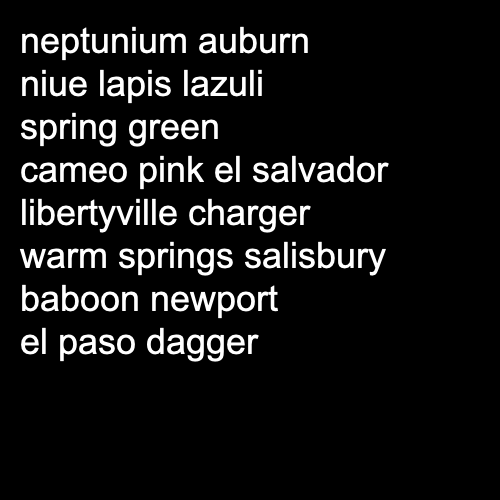 neptunium auburn
niue lapis lazuli
spring green
cameo pink el salvador
libertyville charger
warm springs salisbury
baboon newport
el paso dagger